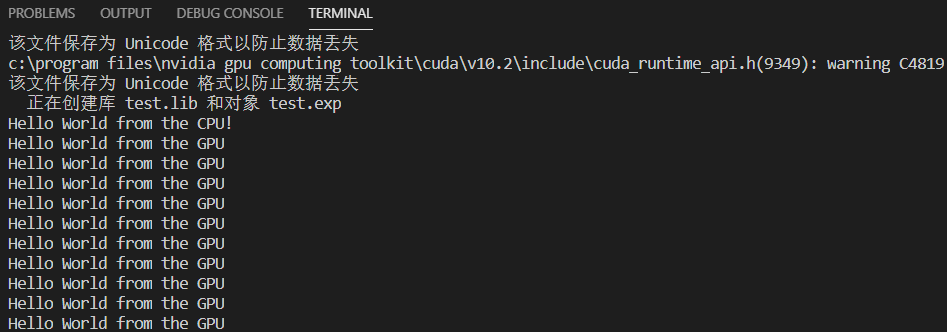 PROBLEMS OUTPUT DEBUG CONSOLE TERMINAL
该文件保存为 Unicode 格式以防止数据丢失
c:\program files\nvidia gpu computing toolkit\cuda\v10.2\include\cuda_runtime_api.h(9349): warning C4819
该文件保存为 Unicode 格式以防止数据丢失
正在创建库 test.lib 和对象 test.exp
Hello World from the CPU!
Hello World from the GPU
Hello World from the GPU
Hello World from the GPU
Hello World from the GPU
Hello World from the GPU
Hello World from the GPU
Hello World from the GPU
Hello World from the GPU
Hello World from the GPU
Hello World from the GPU